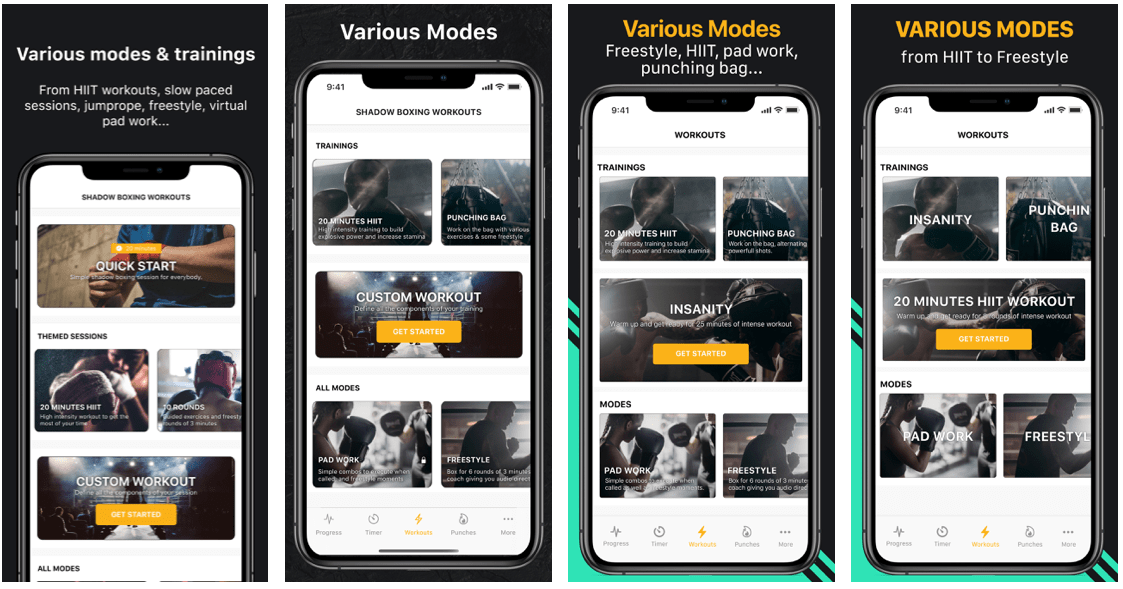 Various modes & trainings
From HIIT workouts, slow paced
sessions, jumprope, freestyle, virtual
pad work...
SHADOW BOXING WORKOUTS
20 minutes
QUICK START
Simple shadow boxing session for everybody.
THEMED SESSIONS
20 MINUTES HIIT
High intensity workout to get the
most of your time
10 ROUNDS
Guided exercices and freesty
rounds of 3 minutes
CUSTOM WORKOUT
Define all the components of your session
GET STARTED
ALL MODES
Various Modes
9:41
SHADOW BOXING WORKOUTS
TRAININGS
20 MINUTES HIIT
High intensity training to build
explosive power and increase stamina
PUNCHING BAG
Work on the bag with various
exercises & some freestyle
CUSTOM WORKOUT
Define all the components of your training
GET STARTED
ALL MODES
PAD WORK
Simple combos to execute when
called, and freestyle moments
FREESTYLE
Box for 6 rounds of 3 minutes
coach giving you audio direct
Progress
Timer
Workouts
Punches
More
Various Modes
Freestyle, HIIT, pad work,
punching bag...
9:41
WORKOUTS
TRAININGS
20 MINUTES HIIT
High intensity training to build
explosive power and increase stamina
PUNCHING BAG
Work on the bag, alternating
powerfull shots.
INSANITY
Warm up and get ready for 25 minutes of intense workout
GET STARTED
MODES
PAD WORK
Simple combos to execute when
called as well as freestyle moments.
FREESTYLE
Box for 6 rounds of 3 minute
coach giving you audio direc
Progress
Timer
Workouts
Punches
More
VARIOUS MODES
from HIIT to Freestyle
9:41
WORKOUTS
TRAININGS
INSANITY
PUNCHIN
BAG
20 MINUTES HIIT WORKOUT
Warm up and get ready for of intense workout
GET STARTED
MODES
PAD WORK
FREESTYL
Progress
Timer
Workouts
Punches
More